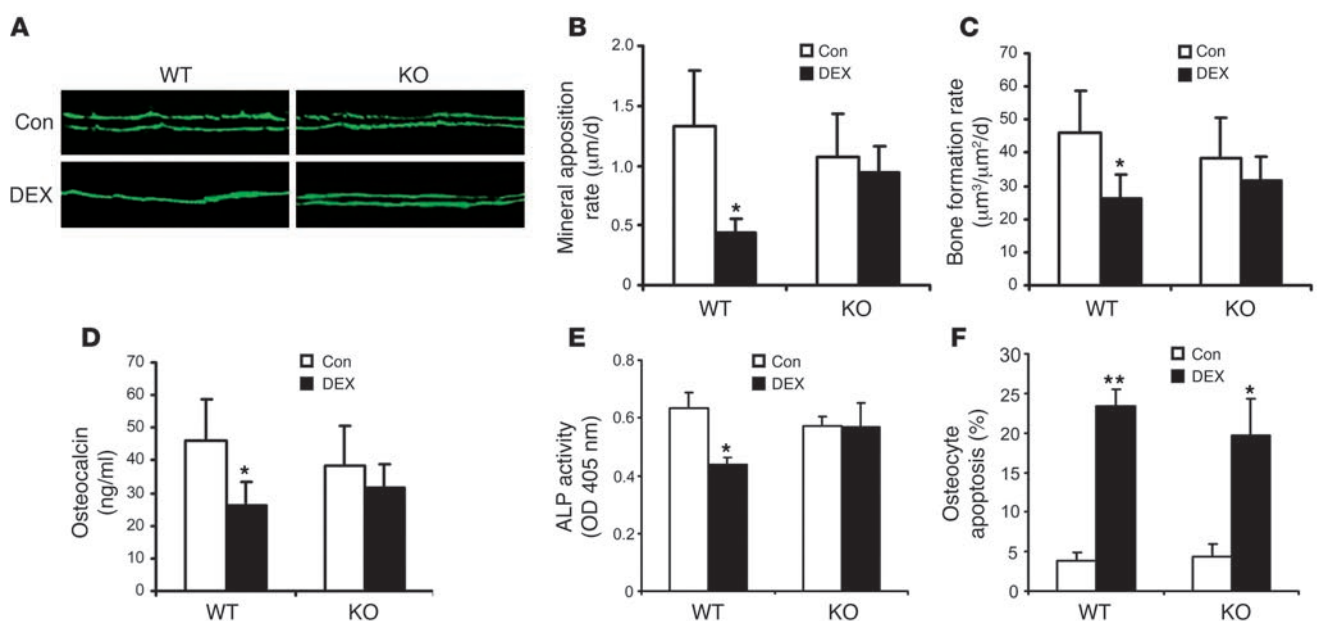 A
WT KO
Con
DEX
B
Mineral apposition
rate (μm/d)
2.0
1.5
1.0
0.5
0
Con
DEX
WT KO
*
C
Bone formation rate
(μm³/μm²/d)
70
60
50
40
30
20
10
0
Con
DEX
WT KO
*
D
Osteocalcin
(ng/ml)
70
60
50
40
30
20
10
0
Con
DEX
WT KO
*
E
ALP activity
(OD 405 nm)
0.8
0.6
0.4
0.2
0
Con
DEX
WT KO
*
F
Osteocyte
apoptosis (%)
30
25
20
15
10
5
0
Con
DEX
** *
WT KO